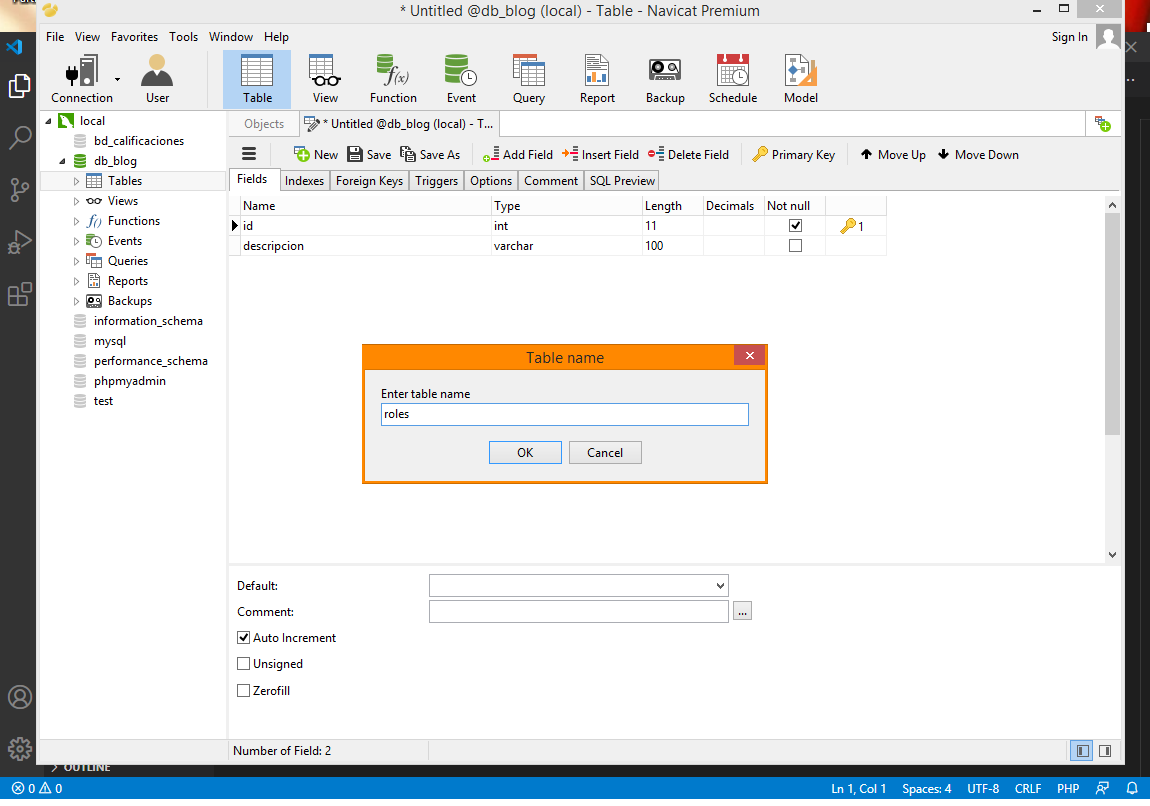 * Untitled @db_blog (local) - Table - Navicat Premium
File View Favorites Tools Window Help Sign In
Connection User Table View Function Event Query Report Backup Schedule Model
local
bd_calificaciones
db_blog
Tables
Views
Functions
Events
Queries
Reports
Backups
information_schema
mysql
performance_schema
phpmyadmin
test
Objects * Untitled @db_blog (local) - T...
New Save Save As Add Field Insert Field Delete Field Primary Key Move Up Move Down
Fields Indexes Foreign Keys Triggers Options Comment SQL Preview
Name Type Length Decimals Not null
id int 11 1
descripcion varchar 100
Table name
Enter table name
roles
OK Cancel
Default:
Comment: ...
Auto Increment
Unsigned
Zerofill
Number of Field: 2
OUTLINE
0 0 Ln 1, Col 1 Spaces: 4 UTF-8 CRLF PHP